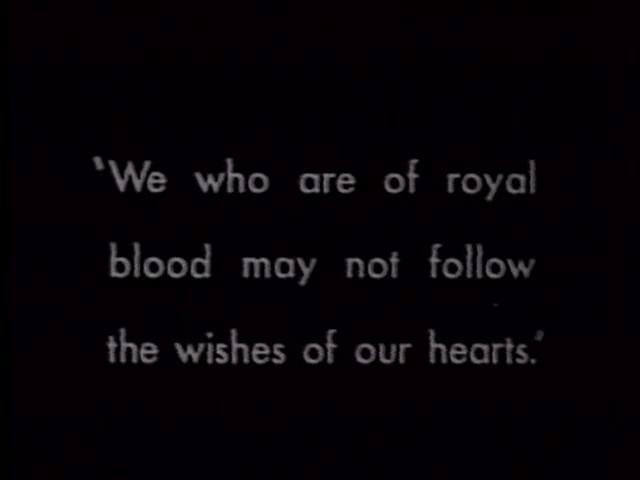 'We who are of royal
blood may not follow
the wishes of our hearts.'